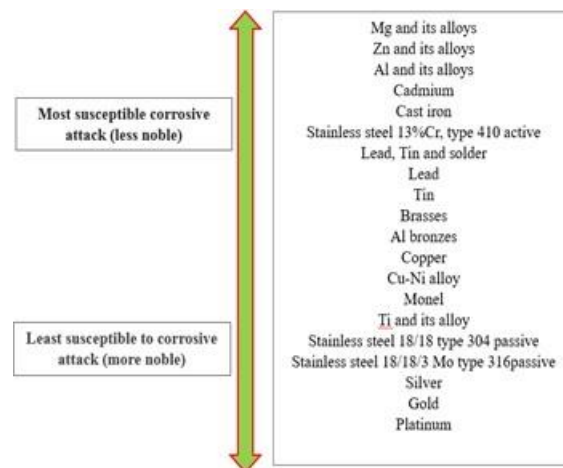 Most susceptible corrosive
attack (less noble)
Least susceptible to corrosive
attack (more noble)
Mg and its alloys
Zn and its alloys
Al and its alloys
Cadmium
Cast iron
Stainless steel 13%Cr, type 410 active
Lead, Tin and solder
Lead
Tin
Brasses
Al bronzes
Copper
Cu-Ni alloy
Monel
Ti and its alloy
Stainless steel 18/18 type 304 passive
Stainless steel 18/18/3 Mo type 316passive
Silver
Gold
Platinum